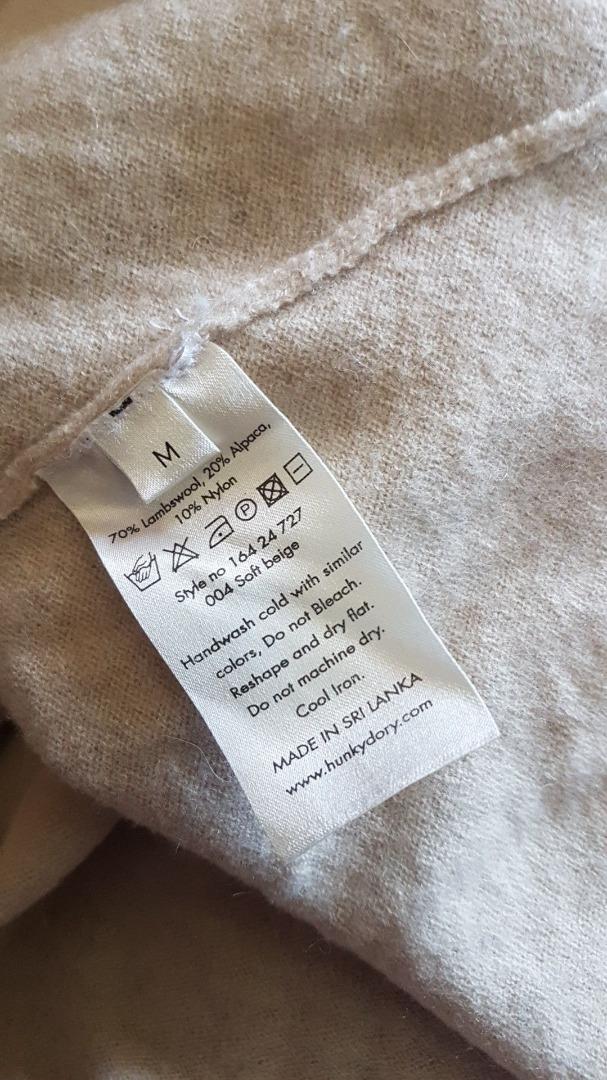 M
70% Lambswool, 20% Alpaca,
10% Nylon
P
Style no 164 24 727
004 Soft beige
Handwash cold with similar
colors, Do not Bleach.
Reshape and dry flat.
Do not machine dry.
Cool Iron.
MADE IN SRI LANKA
www.hunkydory.com